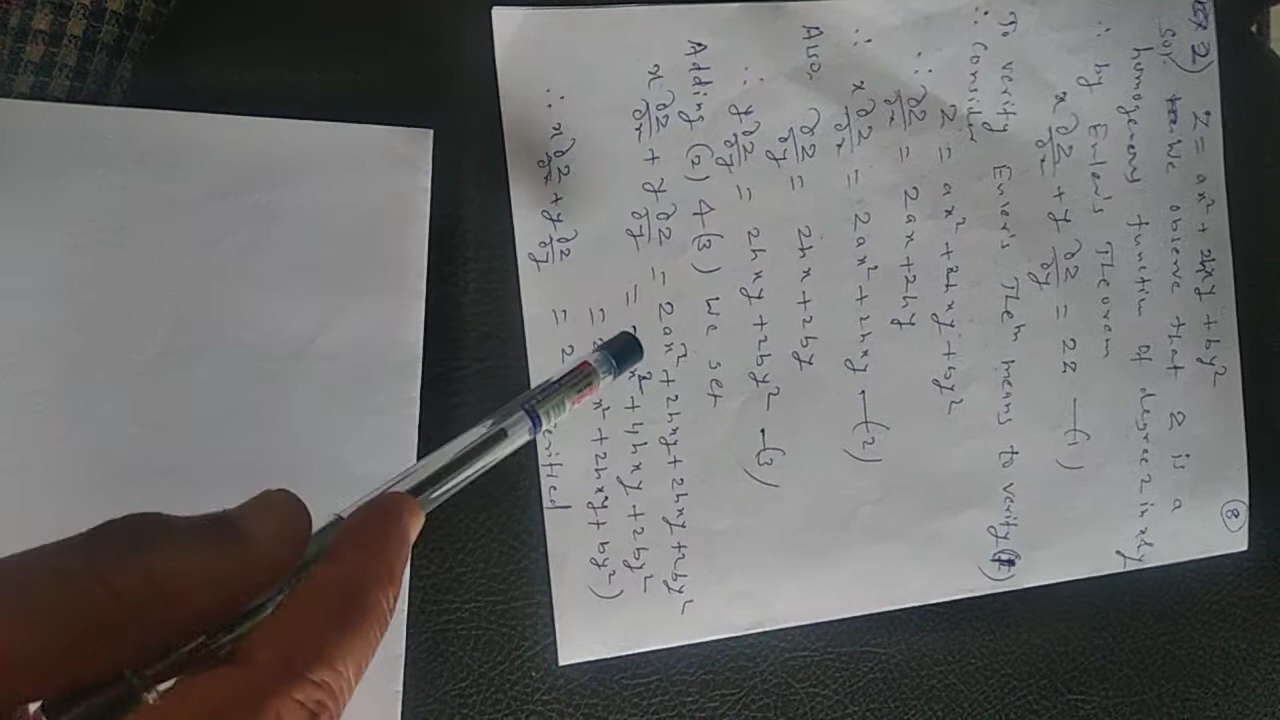 ⑧
Ex 2) Z = ax² + 2hxy + by²
Solⁿ We observe that Z is a
homogeneous function of degree 2 in x & y
∴ by Euler's Theorem
x ∂Z/∂x + y ∂Z/∂y = 2Z —(1)
To verify Euler's Them means to verify (1)
∴ Consider
Z = ax² + 2hxy + by²
∴ ∂Z/∂x = 2ax + 2hy
∴ x ∂Z/∂x = 2ax² + 2hxy —(2)
Also, ∂Z/∂y = 2hx + 2by
∴ y ∂Z/∂y = 2hxy + 2by² —(3)
Adding (2) & (3) we get
x ∂Z/∂x + y ∂Z/∂y = 2ax² + 2hxy + 2hxy + 2by²
= x² + 4hxy + 2by²
= x² + 2hxy + by²)
∴ x ∂Z/∂x + y ∂Z/∂y = 2